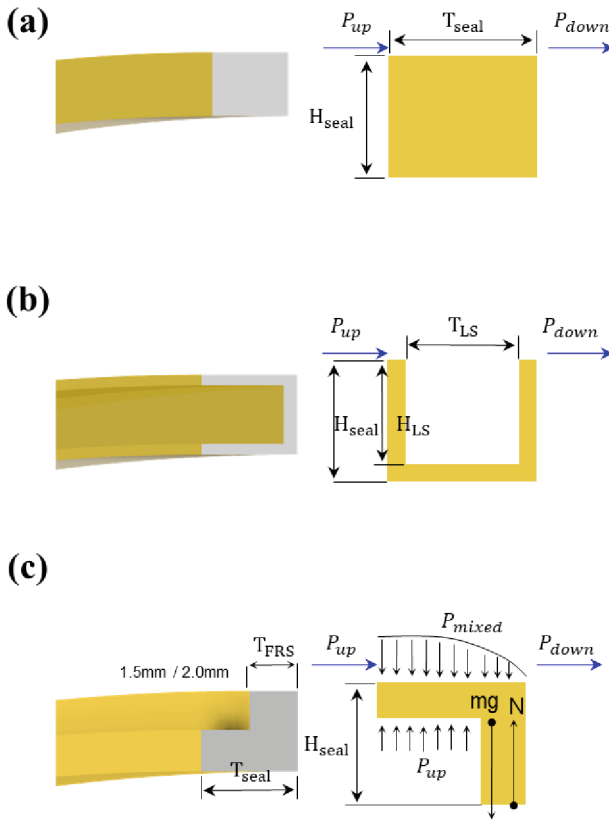 (a)
P_up
T_seal
P_down
H_seal
(b)
P_up
T_LS
P_down
H_seal
H_LS
(c)
T_FRS
1.5mm / 2.0mm
T_seal
P_up
P_mixed
P_down
H_seal
mg
N
P_up